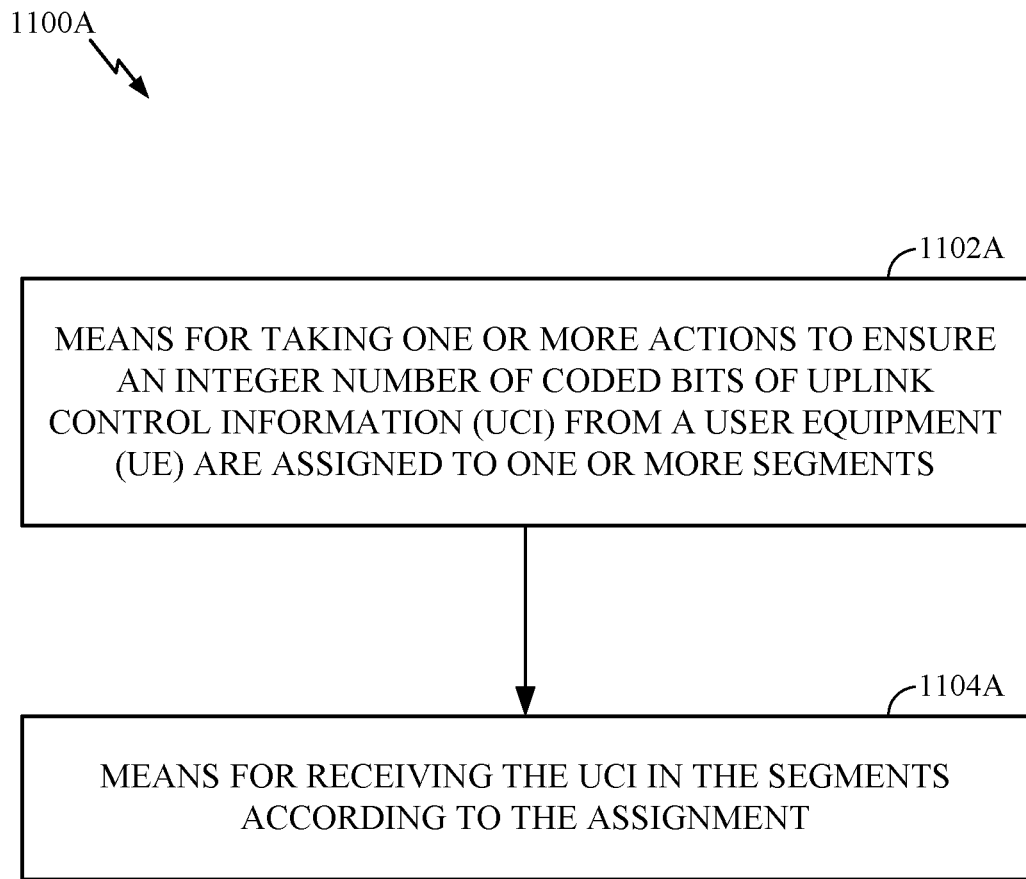 1100A
1102A
MEANS FOR TAKING ONE OR MORE ACTIONS TO ENSURE
AN INTEGER NUMBER OF CODED BITS OF UPLINK
CONTROL INFORMATION (UCI) FROM A USER EQUIPMENT
(UE) ARE ASSIGNED TO ONE OR MORE SEGMENTS
1104A
MEANS FOR RECEIVING THE UCI IN THE SEGMENTS
ACCORDING TO THE ASSIGNMENT